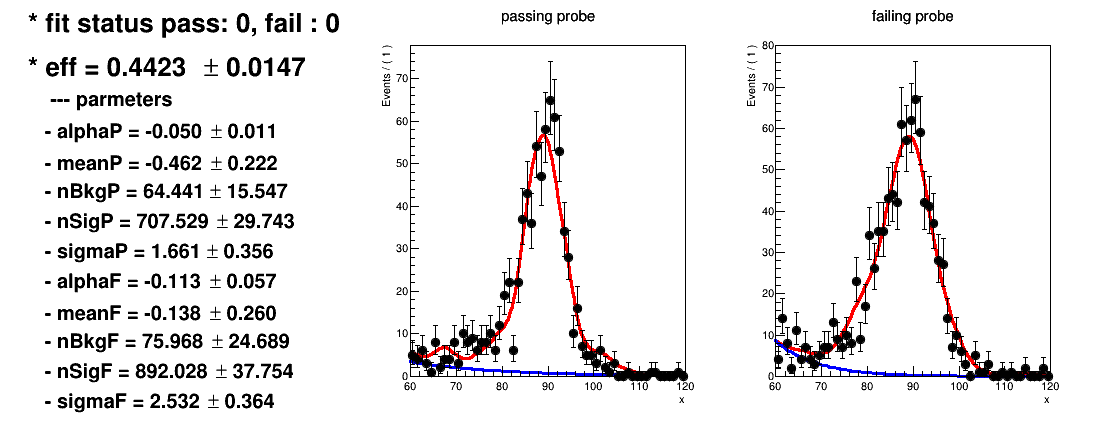 * fit status pass: 0, fail : 0
* eff = 0.4423 ± 0.0147
--- parmeters
- alphaP = -0.050 ± 0.011
- meanP = -0.462 ± 0.222
- nBkgP = 64.441 ± 15.547
- nSigP = 707.529 ± 29.743
- sigmaP = 1.661 ± 0.356
- alphaF = -0.113 ± 0.057
- meanF = -0.138 ± 0.260
- nBkgF = 75.968 ± 24.689
- nSigF = 892.028 ± 37.754
- sigmaF = 2.532 ± 0.364
passing probe
Events / ( 1 )
70
60
50
40
30
20
10
0
60 70 80 90 100 110 120
x
failing probe
Events / ( 1 )
80
70
60
50
40
30
20
10
0
60 70 80 90 100 110 120
x